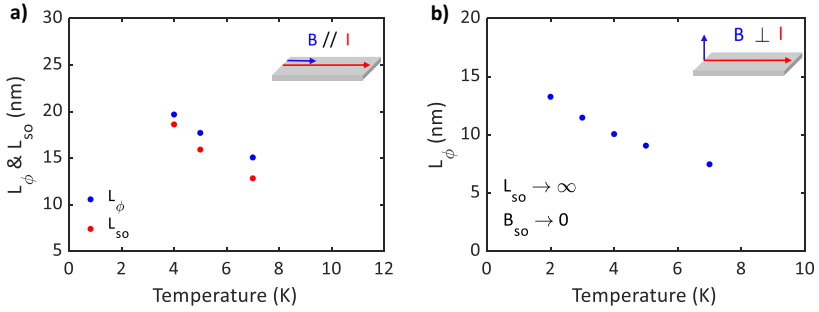 a)
30
25
20
15
10
5
L_ϕ & L_so (nm)
B // I
L_ϕ
L_so
0 2 4 6 8 10 12
Temperature (K)
b)
20
15
10
5
0
L_ϕ (nm)
B ⊥ I
L_so → ∞
B_so → 0
0 2 4 6 8 10
Temperature (K)